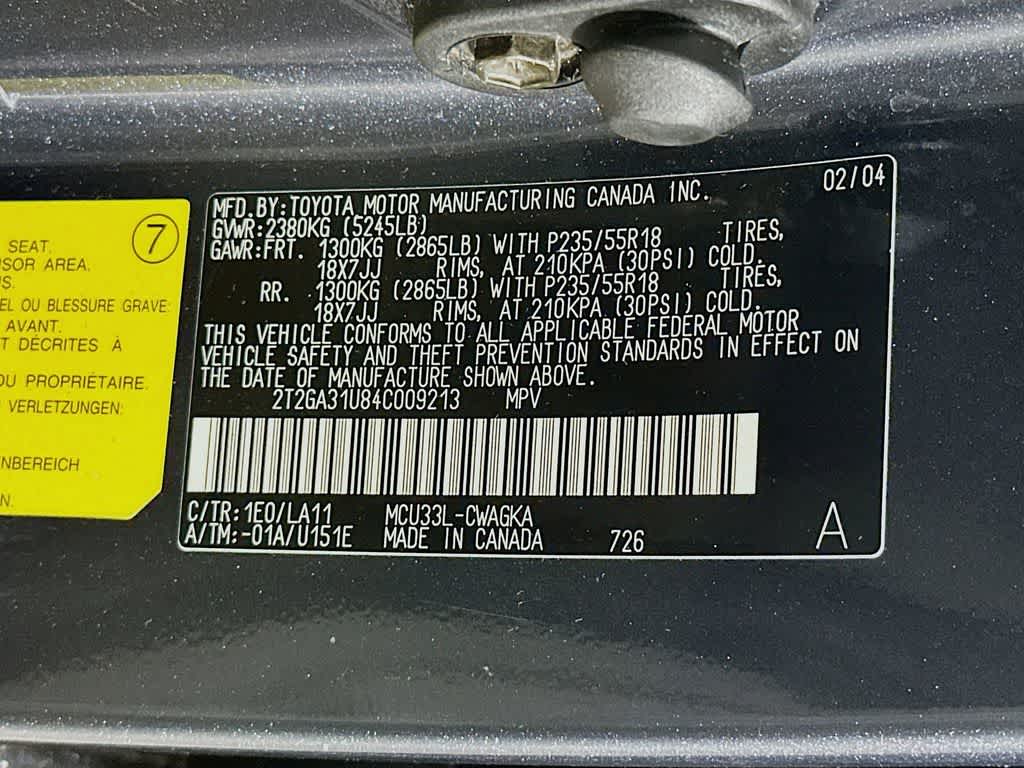 7
SEAT.
SOR AREA.
EL OU BLESSURE GRAVE:
AVANT.
DÉCRITES À
PROPRIÉTAIRE.
VERLETZUNGEN:
NBEREICH
N.
MFD.BY:TOYOTA MOTOR MANUFACTURING CANADA INC. 02/04
GVWR:2380KG (5245LB)
GAWR:FRT. 1300KG (2865LB) WITH P235/55R18 TIRES,
18X7JJ RIMS, AT 210KPA (30PSI) COLD.
RR. 1300KG (2865LB) WITH P235/55R18 TIRES,
18X7JJ RIMS, AT 210KPA (30PSI) COLD.
THIS VEHICLE CONFORMS TO ALL APPLICABLE FEDERAL MOTOR
VEHICLE SAFETY AND THEFT PREVENTION STANDARDS IN EFFECT ON
THE DATE OF MANUFACTURE SHOWN ABOVE.
2T2GA31U84C009213 MPV
C/TR:1E0/LA11 MCU33L-CWAGKA
A/TM:-01A/U151E MADE IN CANADA 726 A